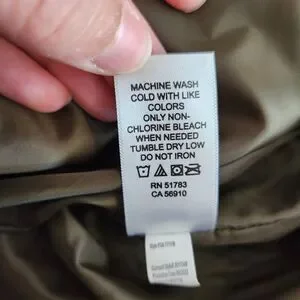 MACHINE WASH
COLD WITH LIKE
COLORS
ONLY NON-
CHLORINE BLEACH
WHEN NEEDED
TUMBLE DRY LOW
DO NOT IRON
RN 51783
CA 56910